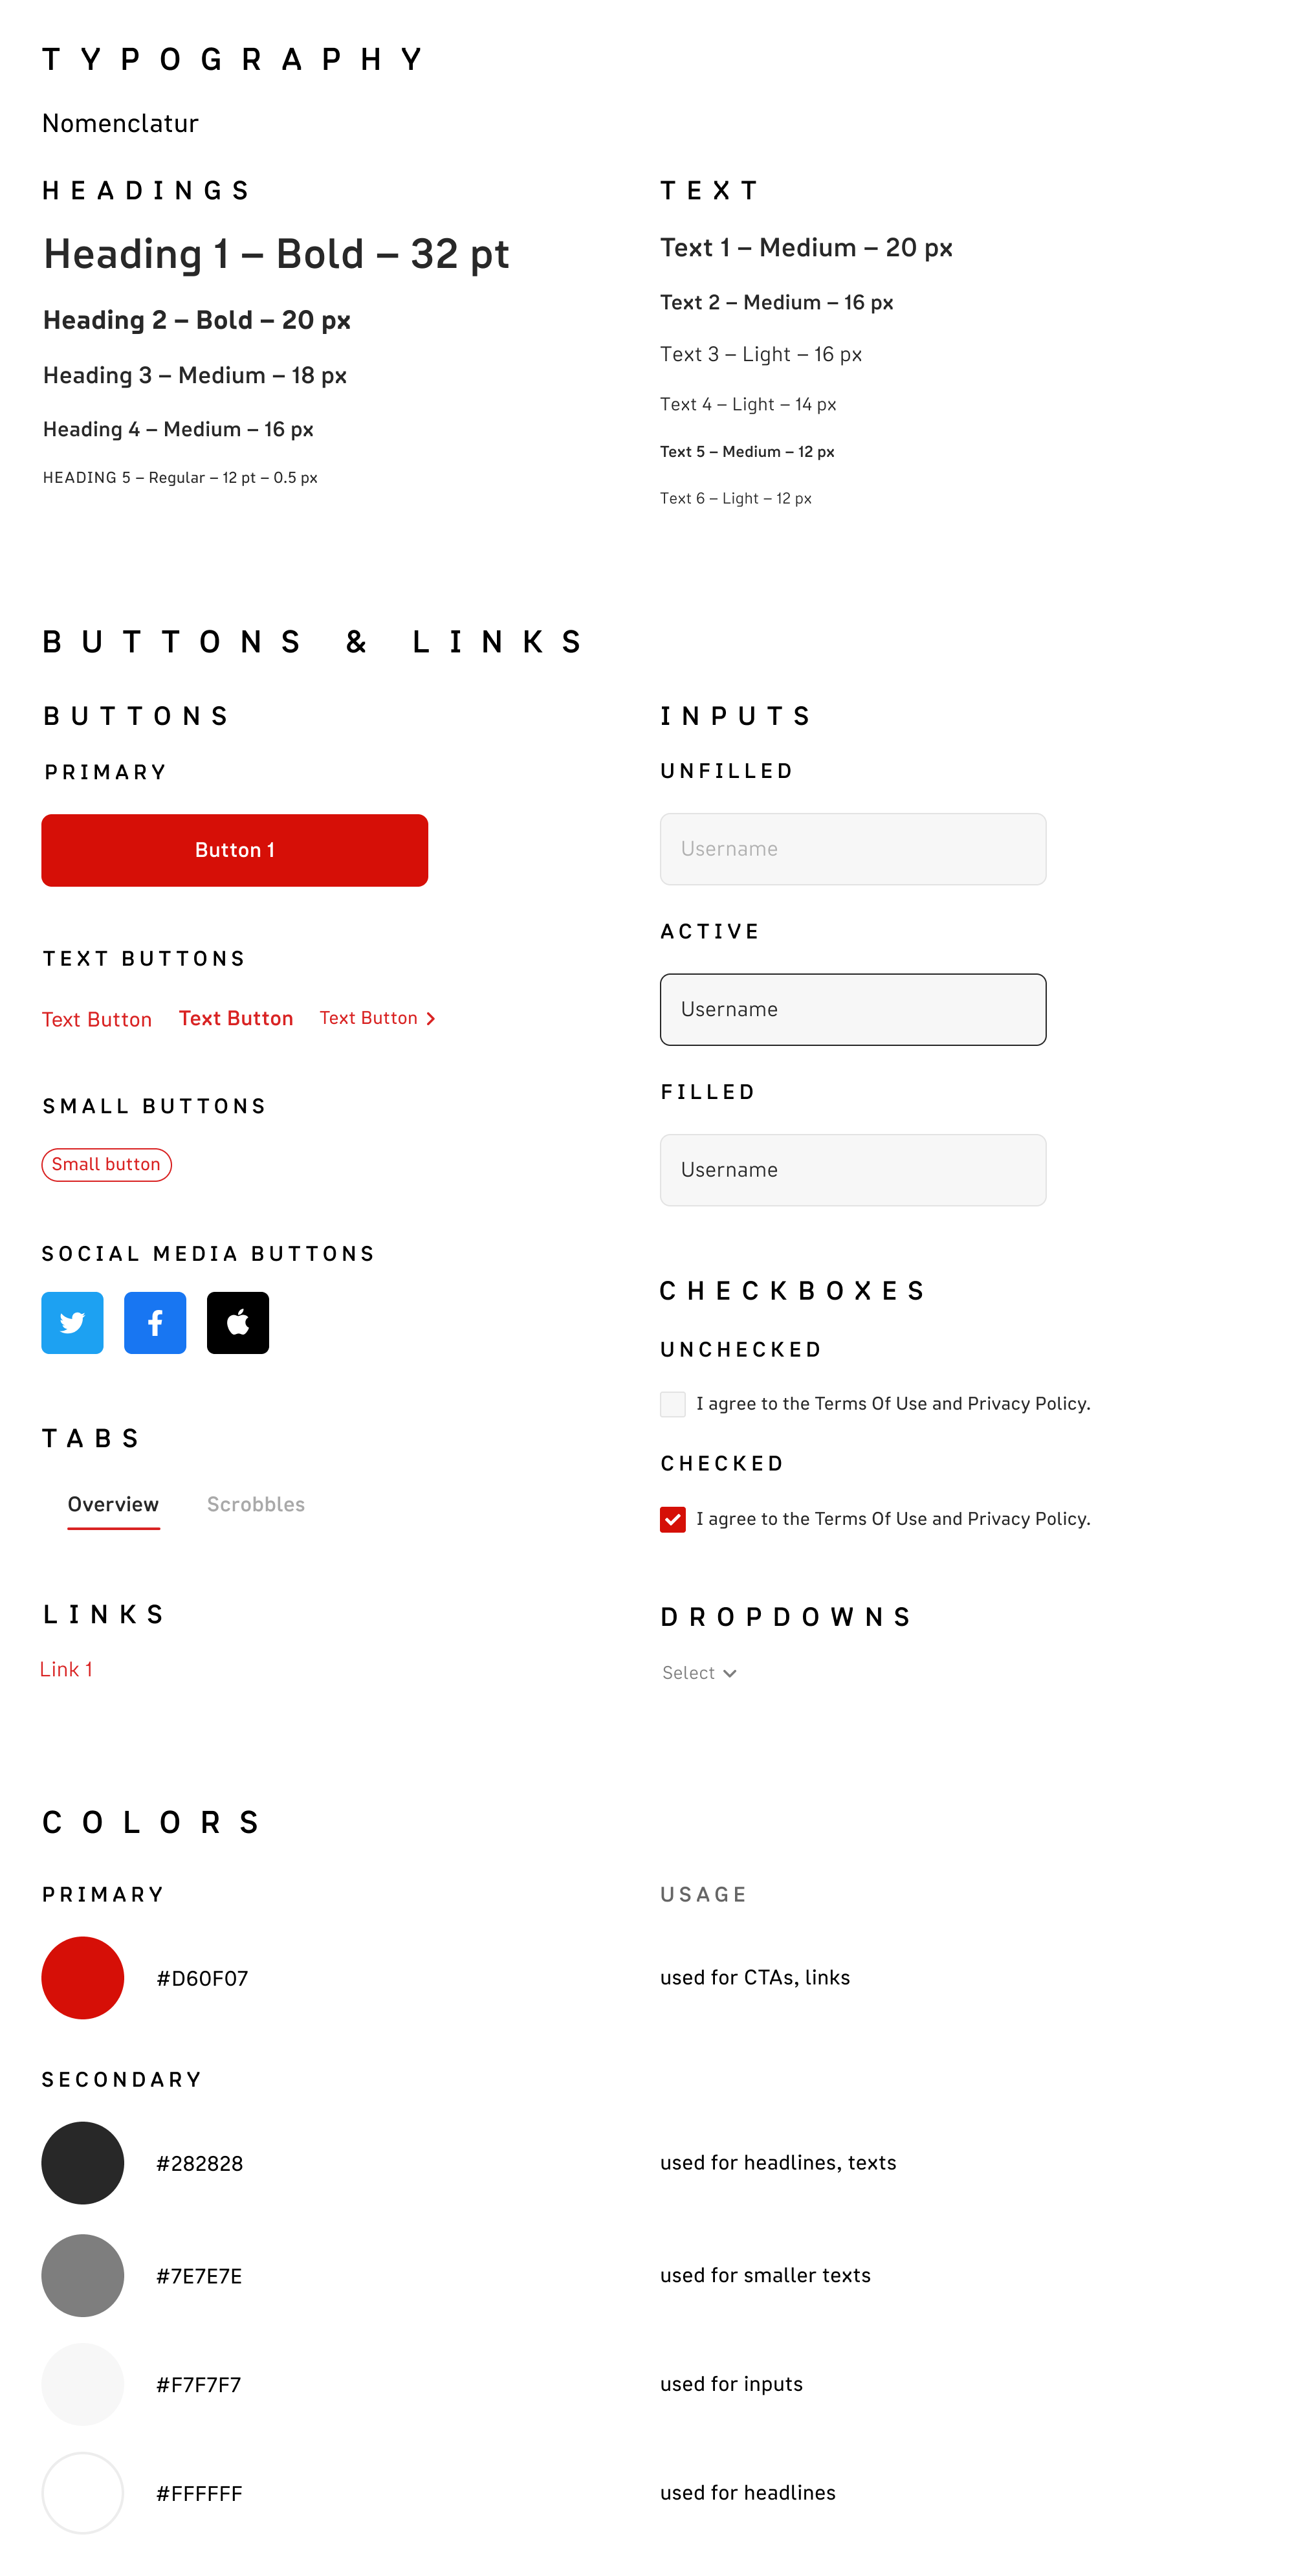 TYPOGRAPHY
Nomenclatur
HEADINGS
Heading 1 – Bold – 32 pt
Heading 2 – Bold – 20 px
Heading 3 – Medium – 18 px
Heading 4 – Medium – 16 px
HEADING 5 – Regular – 12 pt – 0.5 px
TEXT
Text 1 – Medium – 20 px
Text 2 – Medium – 16 px
Text 3 – Light – 16 px
Text 4 – Light – 14 px
Text 5 – Medium – 12 px
Text 6 – Light – 12 px
BUTTONS & LINKS
BUTTONS
PRIMARY
Button 1
TEXT BUTTONS
Text Button Text Button Text Button
SMALL BUTTONS
Small button
SOCIAL MEDIA BUTTONS
TABS
Overview Scrobbles
LINKS
Link 1
INPUTS
UNFILLED
Username
ACTIVE
Username
FILLED
Username
CHECKBOXES
UNCHECKED
I agree to the Terms Of Use and Privacy Policy.
CHECKED
I agree to the Terms Of Use and Privacy Policy.
DROPDOWNS
Select
COLORS
PRIMARY USAGE
#D60F07 used for CTAs, links
SECONDARY
#282828 used for headlines, texts
#7E7E7E used for smaller texts
#F7F7F7 used for inputs
#FFFFFF used for headlines